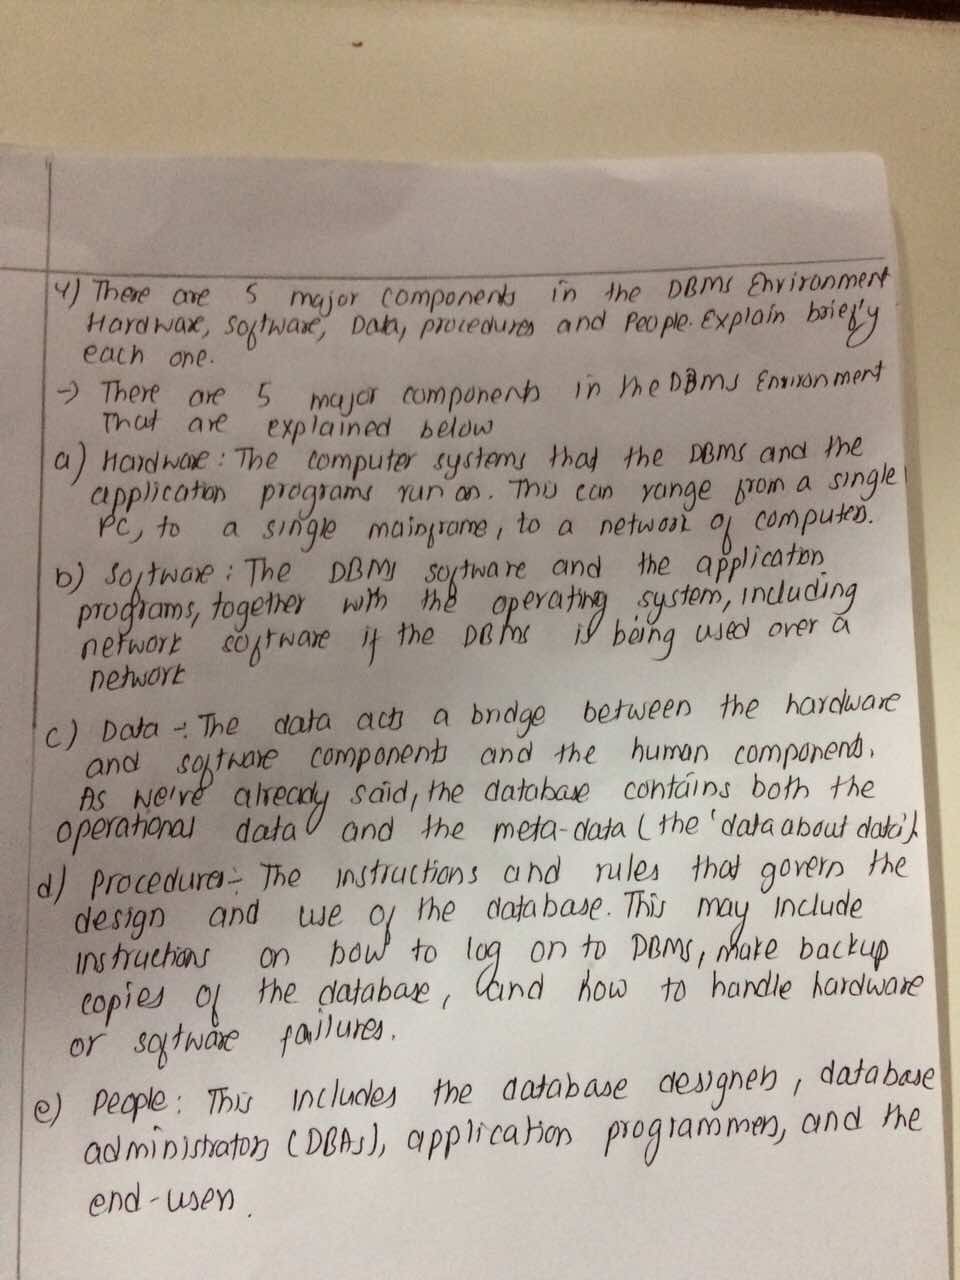 4) There are 5 major components in the DBMS Environment
Hardware, Software, Data, procedures and People. Explain briefly
each one.
-> There are 5 major components in the DBMS Environment
That are explained below
a) Hardware : The computer systems that the DBMS and the
application programs run on. This can range from a single
PC, to a single mainframe, to a network of computers.
b) Software : The DBMS software and the application
programs, together with the operating system, including
network software if the DBMS is being used over a
network
c) Data :- The data acts a bridge between the hardware
and software components and the human components.
As we've already said, the database contains both the
operational data and the meta-data (the 'data about data').
d) Procedures :- The instructions and rules that govern the
design and use of the database. This may include
instructions on how to log on to DBMS, make backup
copies of the database, and how to handle hardware
or software failures.
e) People : This includes the database designers, database
administrators (DBAs), application programmers, and the
end-users.